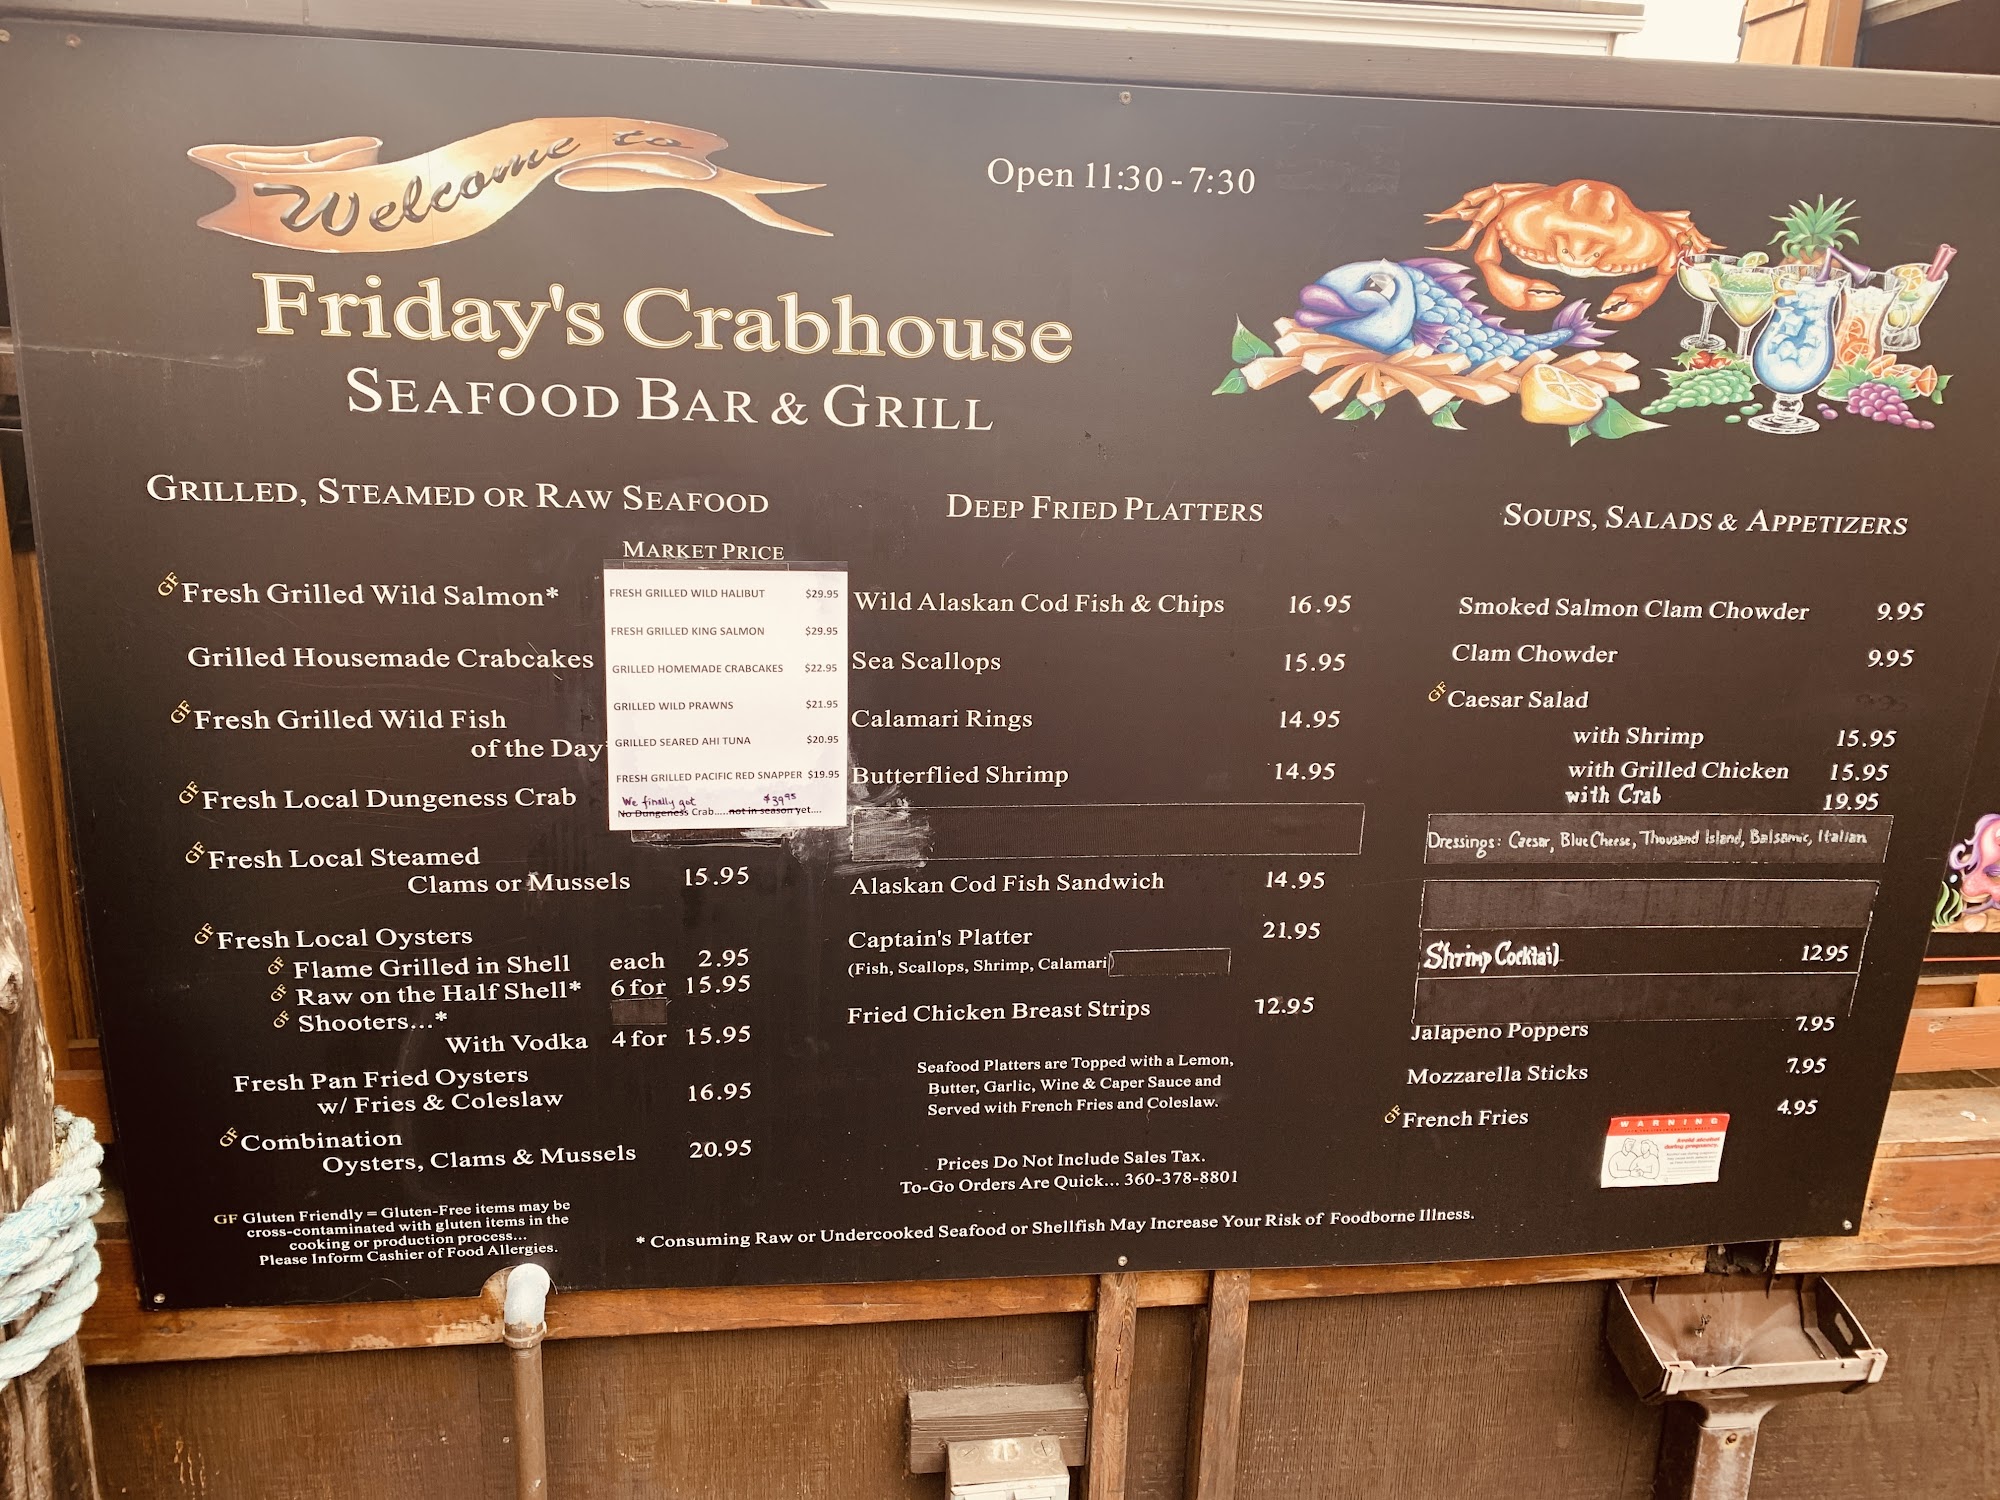 Welcome to
Friday's Crabhouse
SEAFOOD BAR & GRILL
Open 11:30 - 7:30
GRILLED, STEAMED OR RAW SEAFOOD
MARKET PRICE
GF Fresh Grilled Wild Salmon*
Grilled Housemade Crabcakes
GF Fresh Grilled Wild Fish
of the Day*
GF Fresh Local Dungeness Crab
FRESH GRILLED WILD HALIBUT $29.95
FRESH GRILLED KING SALMON $29.95
GRILLED HOMEMADE CRABCAKES $22.95
GRILLED WILD PRAWNS $21.95
GRILLED SEARED AHI TUNA $20.95
FRESH GRILLED PACIFIC RED SNAPPER $19.95
We finally got $39.95
No Dungeness Crab.....not in season yet....
GF Fresh Local Steamed
Clams or Mussels 15.95
GF Fresh Local Oysters
GF Flame Grilled in Shell each 2.95
GF Raw on the Half Shell* 6 for 15.95
GF Shooters...*
With Vodka 4 for 15.95
Fresh Pan Fried Oysters
w/ Fries & Coleslaw 16.95
GF Combination
Oysters, Clams & Mussels 20.95
GF Gluten Friendly = Gluten-Free items may be
cross-contaminated with gluten items in the
cooking or production process...
Please Inform Cashier of Food Allergies.
DEEP FRIED PLATTERS
Wild Alaskan Cod Fish & Chips 16.95
Sea Scallops 15.95
Calamari Rings 14.95
Butterflied Shrimp 14.95
Alaskan Cod Fish Sandwich 14.95
Captain's Platter 21.95
(Fish, Scallops, Shrimp, Calamari)
Fried Chicken Breast Strips 12.95
Seafood Platters are Topped with a Lemon,
Butter, Garlic, Wine & Caper Sauce and
Served with French Fries and Coleslaw.
Prices Do Not Include Sales Tax.
To-Go Orders Are Quick... 360-378-8801
* Consuming Raw or Undercooked Seafood or Shellfish May Increase Your Risk of Foodborne Illness.
SOUPS, SALADS & APPETIZERS
Smoked Salmon Clam Chowder 9.95
Clam Chowder 9.95
GF Caesar Salad
with Shrimp 15.95
with Grilled Chicken 15.95
with Crab 19.95
Dressings: Caesar, Blue Cheese, Thousand Island, Balsamic, Italian
Shrimp Cocktail 12.95
Jalapeno Poppers 7.95
Mozzarella Sticks 7.95
GF French Fries 4.95
WARNING
Avoid alcohol
during pregnancy.